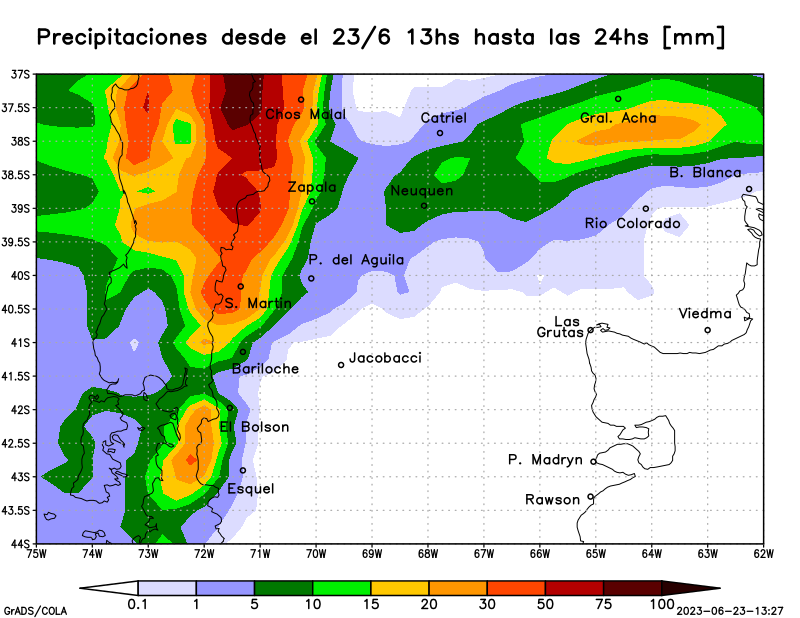 Precipitaciones desde el 23/6 13hs hasta las 24hs [mm]
37S
37.5S
38S
38.5S
39S
39.5S
40S
40.5S
41S
41.5S
42S
42.5S
43S
43.5S
44S
Chos Malal
Catriel
Gral. Acha
B. Blanca
Zapala
Neuquen
Rio Colorado
P. del Aguila
S. Martin
Viedma
Las
Grutas
Jacobacci
Bariloche
El Bolson
P. Madryn
Esquel
Rawson
75W 74W 73W 72W 71W 70W 69W 68W 67W 66W 65W 64W 63W 62W
0.1 1 5 10 15 20 30 50 75 100
GrADS/COLA
2023-06-23-13:27